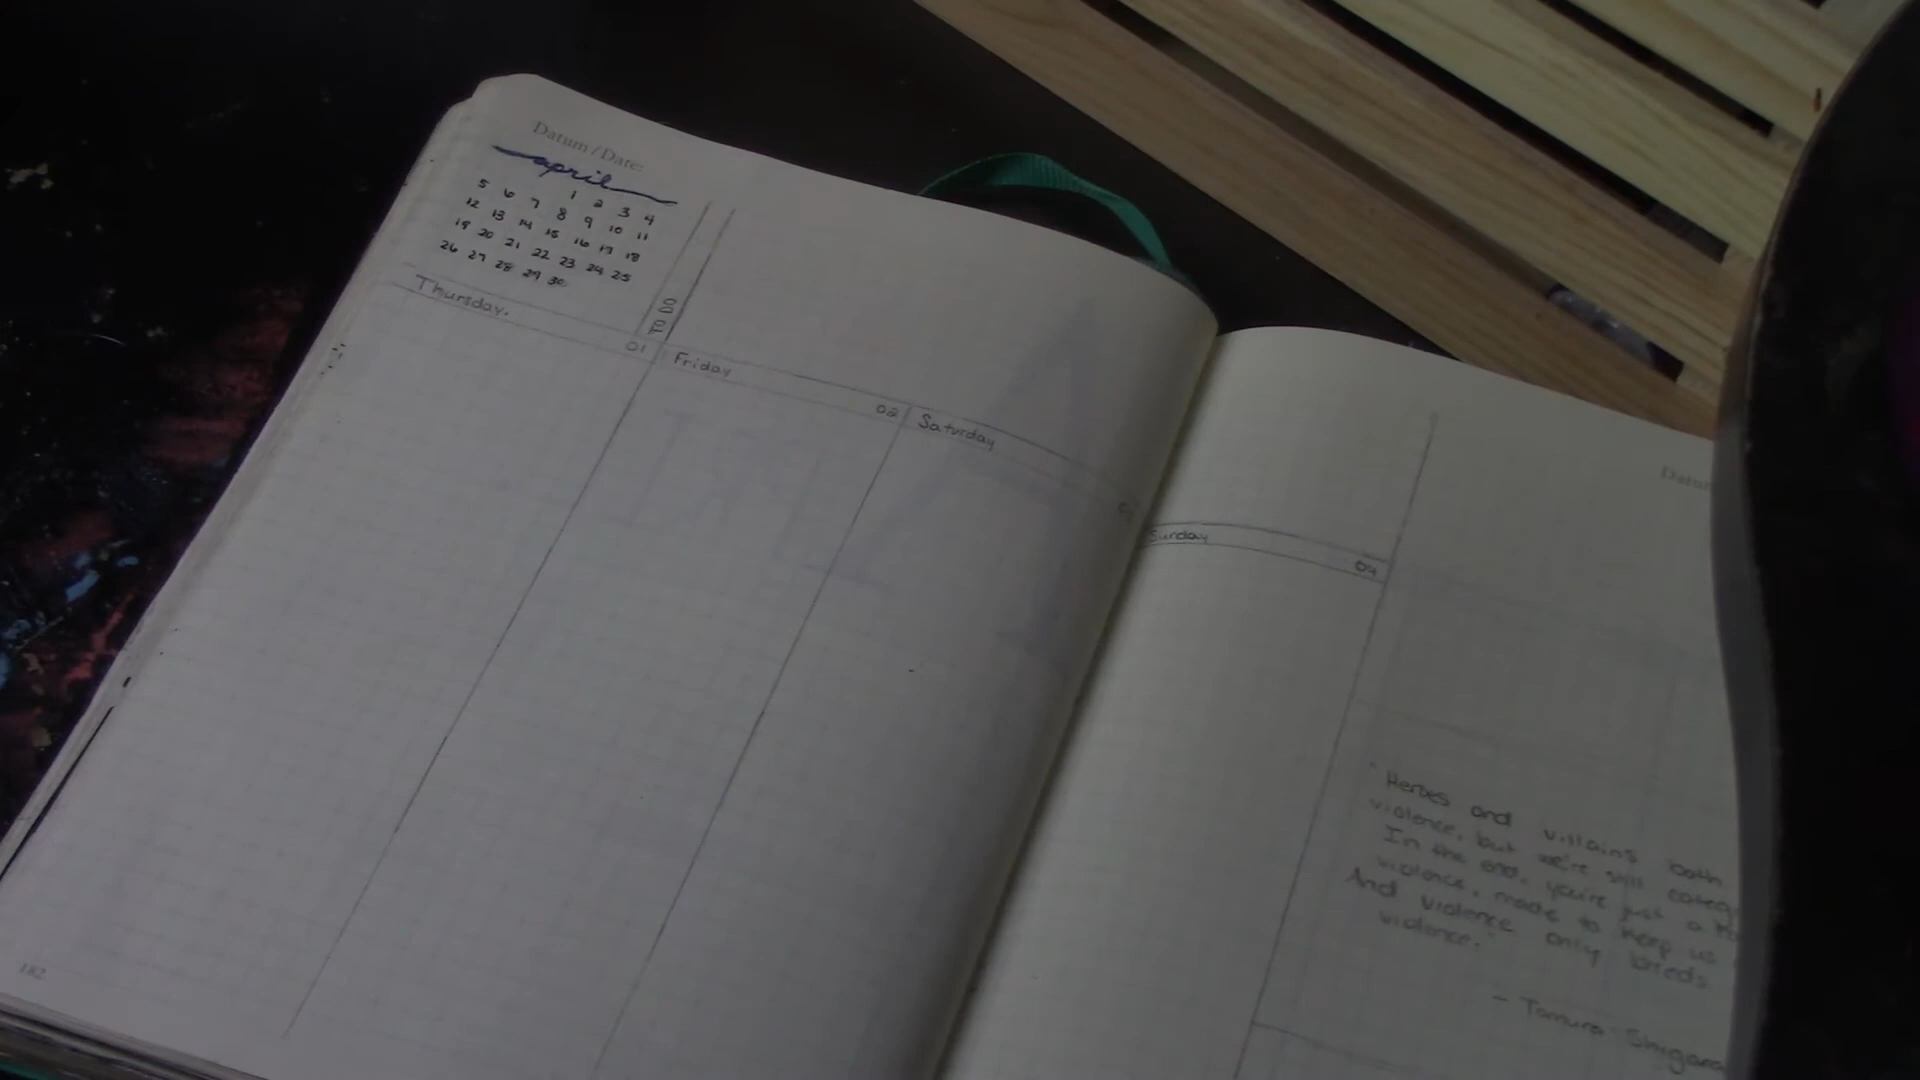 Datum / Date:
april
1 2 3 4
5 6 7 8 9 10 11
12 13 14 15 16 17 18
19 20 21 22 23 24 25
26 27 28 29 30
TO DO
Thursday. 01
Friday 02
Saturday
182
Sunday 04
"Heroes and villains both
violence, but we're still categ
In the end, you're just a
violence, made to keep us
And violence only breeds
violence."
- Tomura Shigara